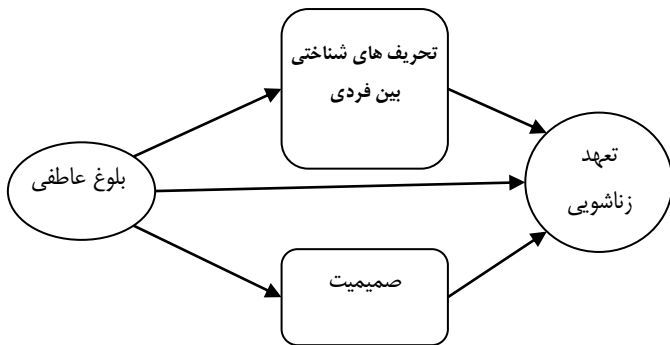 تحریف های شناختی
بین فردی
تعهد
زناشویی
بلوغ عاطفی
صمیمیت